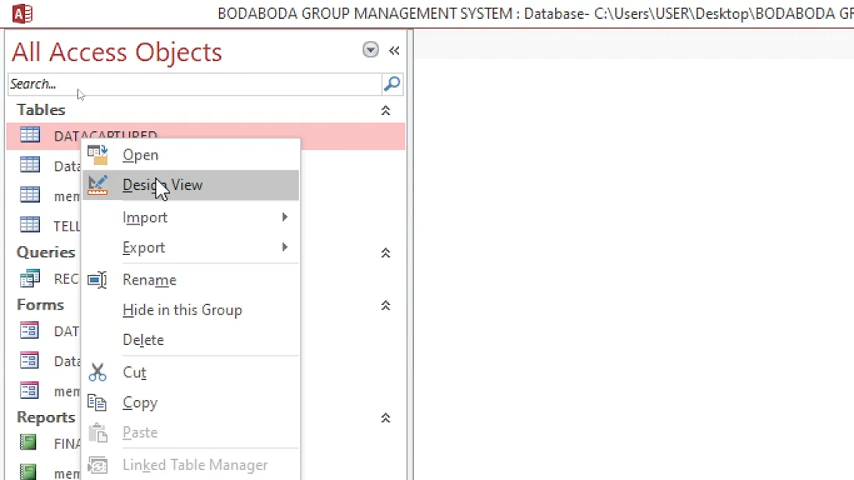 BODABODA GROUP MANAGEMENT SYSTEM : Database- C:\Users\USER\Desktop\BODABODA GR
All Access Objects
Search...
Tables
DATACAPTURED
Open
Data
Design View
mem
Import
TELL
Export
Queries
REC
Rename
Forms
Hide in this Group
DAT
Delete
Data
Cut
mem
Copy
Reports
Paste
FINA
Linked Table Manager
mem